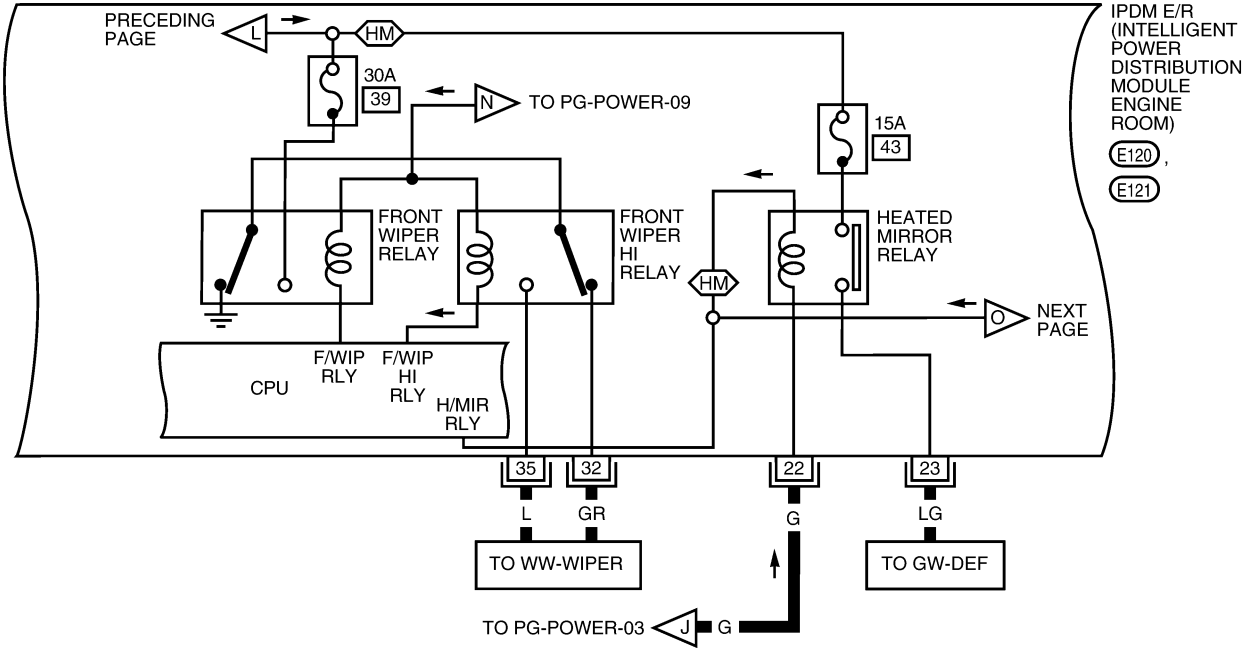 PRECEDING
PAGE
L
HM
IPDM E/R
(INTELLIGENT
POWER
DISTRIBUTION
MODULE
ENGINE
ROOM)
E120 ,
E121
30A
39
N
TO PG-POWER-09
15A
43
FRONT
WIPER
RELAY
FRONT
WIPER
HI
RELAY
HEATED
MIRROR
RELAY
HM
O
NEXT
PAGE
CPU
F/WIP
RLY
F/WIP
HI
RLY
H/MIR
RLY
35
32
22
23
L
GR
G
LG
TO WW-WIPER
TO GW-DEF
TO PG-POWER-03
J
G